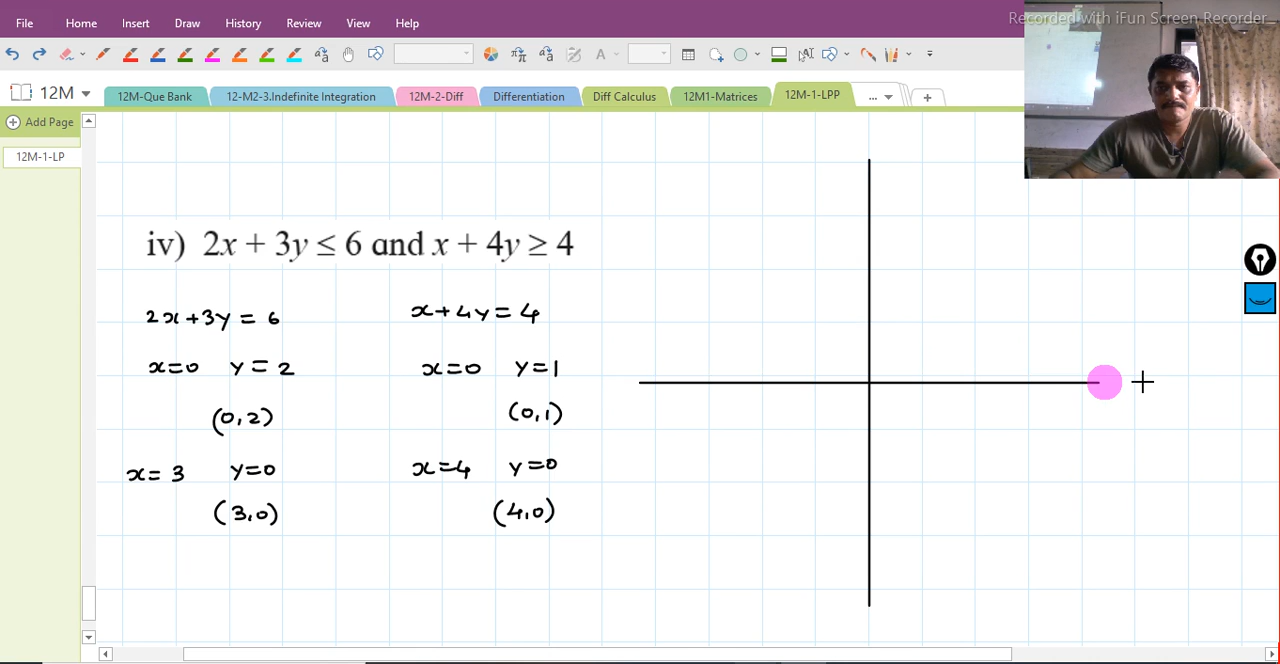 File Home Insert Draw History Review View Help
Recorded with iFun Screen Recorder
12M 12M-Que Bank 12-M2-3.Indefinite Integration 12M-2-Diff Differentiation Diff Calculus 12M1-Matrices 12M-1-LPP ...
Add Page
12M-1-LP
iv) 2x + 3y ≤ 6 and x + 4y ≥ 4
2x+3y = 6
x=0 y = 2
(0,2)
x= 3 y=0
(3,0)
x+4y = 4
x=0 y=1
(0,1)
x=4 y=0
(4,0)